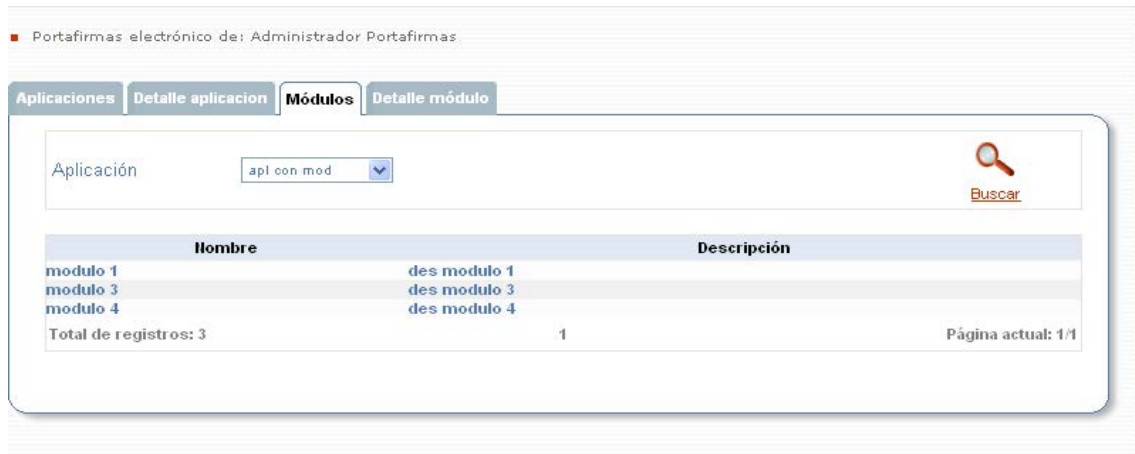 Portafirmas electrónico de: Administrador Portafirmas
Aplicaciones Detalle aplicacion Módulos Detalle módulo
Aplicación apl con mod
Buscar
Nombre Descripción
modulo 1 des modulo 1
modulo 3 des modulo 3
modulo 4 des modulo 4
Total de registros: 3 1 Página actual: 1/1